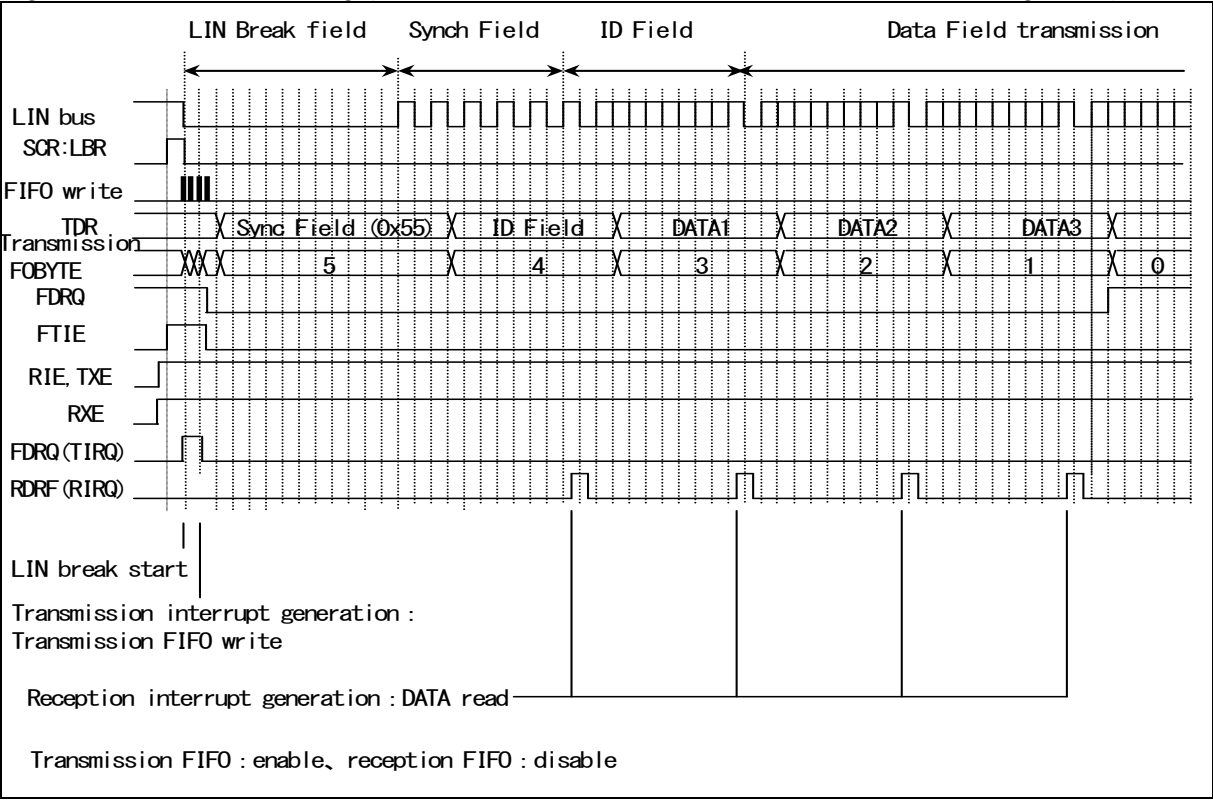 LIN Break field Synch Field ID Field Data Field transmission
LIN bus
SCR:LBR
FIFO write
TDR Sync Field (0x55) ID Field DATA1 DATA2 DATA3
Transmission
FOBYTE 5 4 3 2 1 0
FDRQ
FTIE
RIE, TXE
RXE
FDRQ(TIRQ)
RDRF(RIRQ)
LIN break start
Transmission interrupt generation:
Transmission FIFO write
Reception interrupt generation:DATA read
Transmission FIFO:enable、reception FIFO:disable